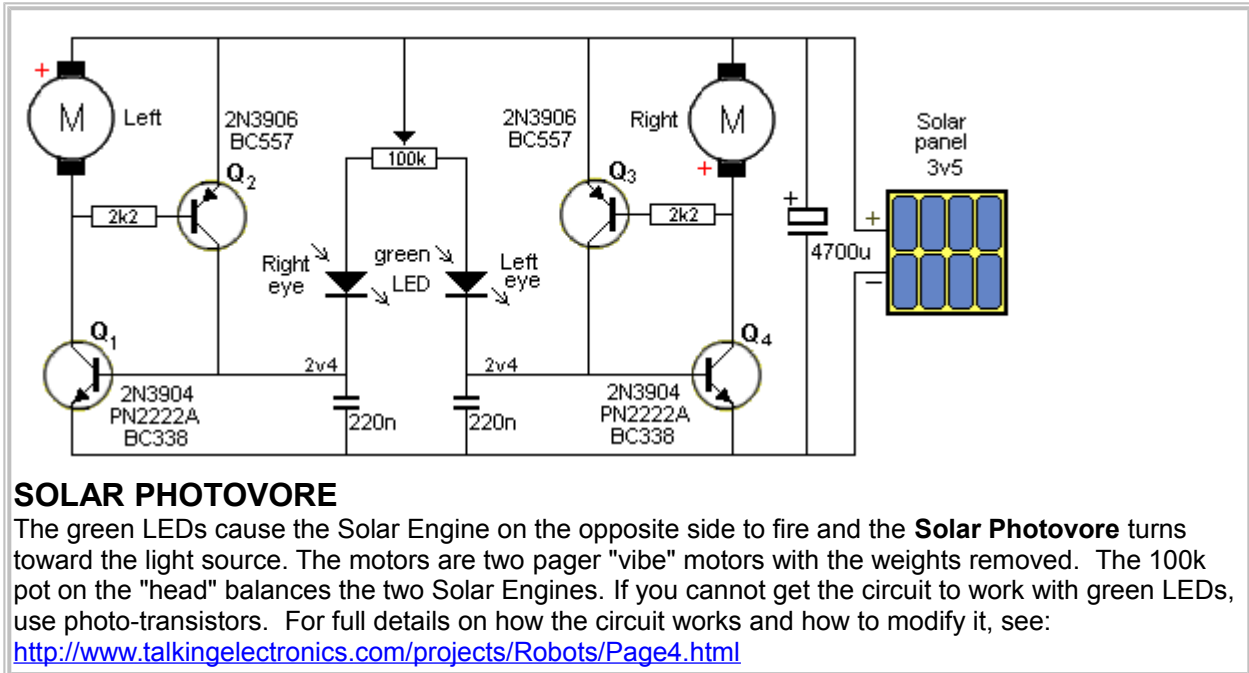 +
M
Left
2N3906
BC557
Q2
2k2
100k
2N3906
BC557
Q3
2k2
Right
M
+
Solar
panel
3v5
+
4700u
+
−
Right
eye
green
LED
Left
eye
Q1
2N3904
PN2222A
BC338
2v4
220n
2v4
220n
Q4
2N3904
PN2222A
BC338
SOLAR PHOTOVORE
The green LEDs cause the Solar Engine on the opposite side to fire and the Solar Photovore turns
toward the light source. The motors are two pager "vibe" motors with the weights removed. The 100k
pot on the "head" balances the two Solar Engines. If you cannot get the circuit to work with green LEDs,
use photo-transistors. For full details on how the circuit works and how to modify it, see:
http://www.talkingelectronics.com/projects/Robots/Page4.html